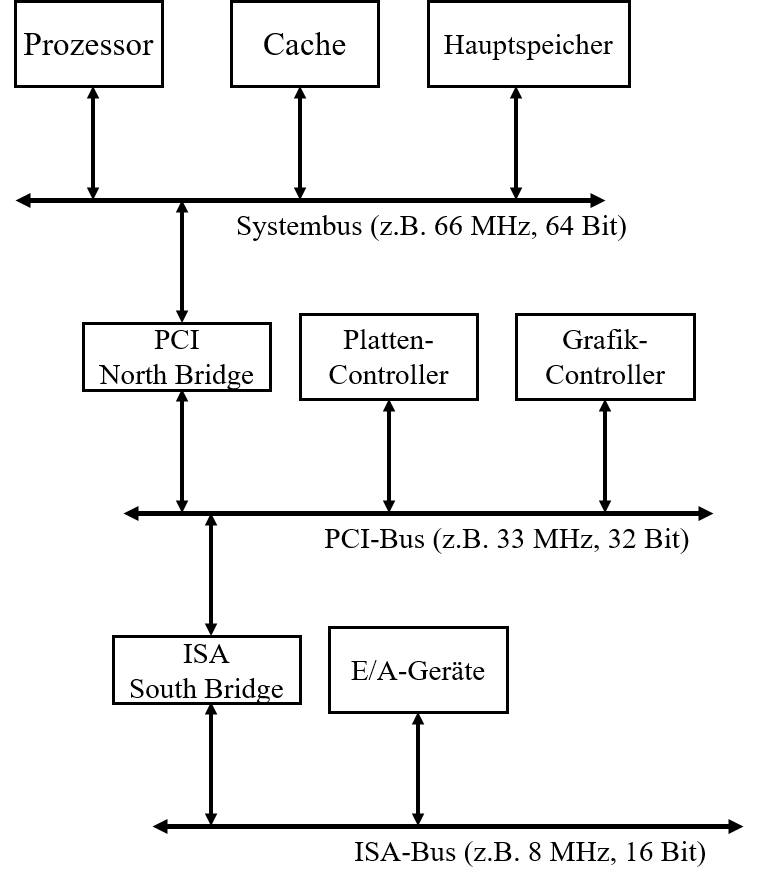 Prozessor
Cache
Hauptspeicher
Systembus (z.B. 66 MHz, 64 Bit)
PCI
North Bridge
Platten-
Controller
Grafik-
Controller
PCI-Bus (z.B. 33 MHz, 32 Bit)
ISA
South Bridge
E/A-Geräte
ISA-Bus (z.B. 8 MHz, 16 Bit)